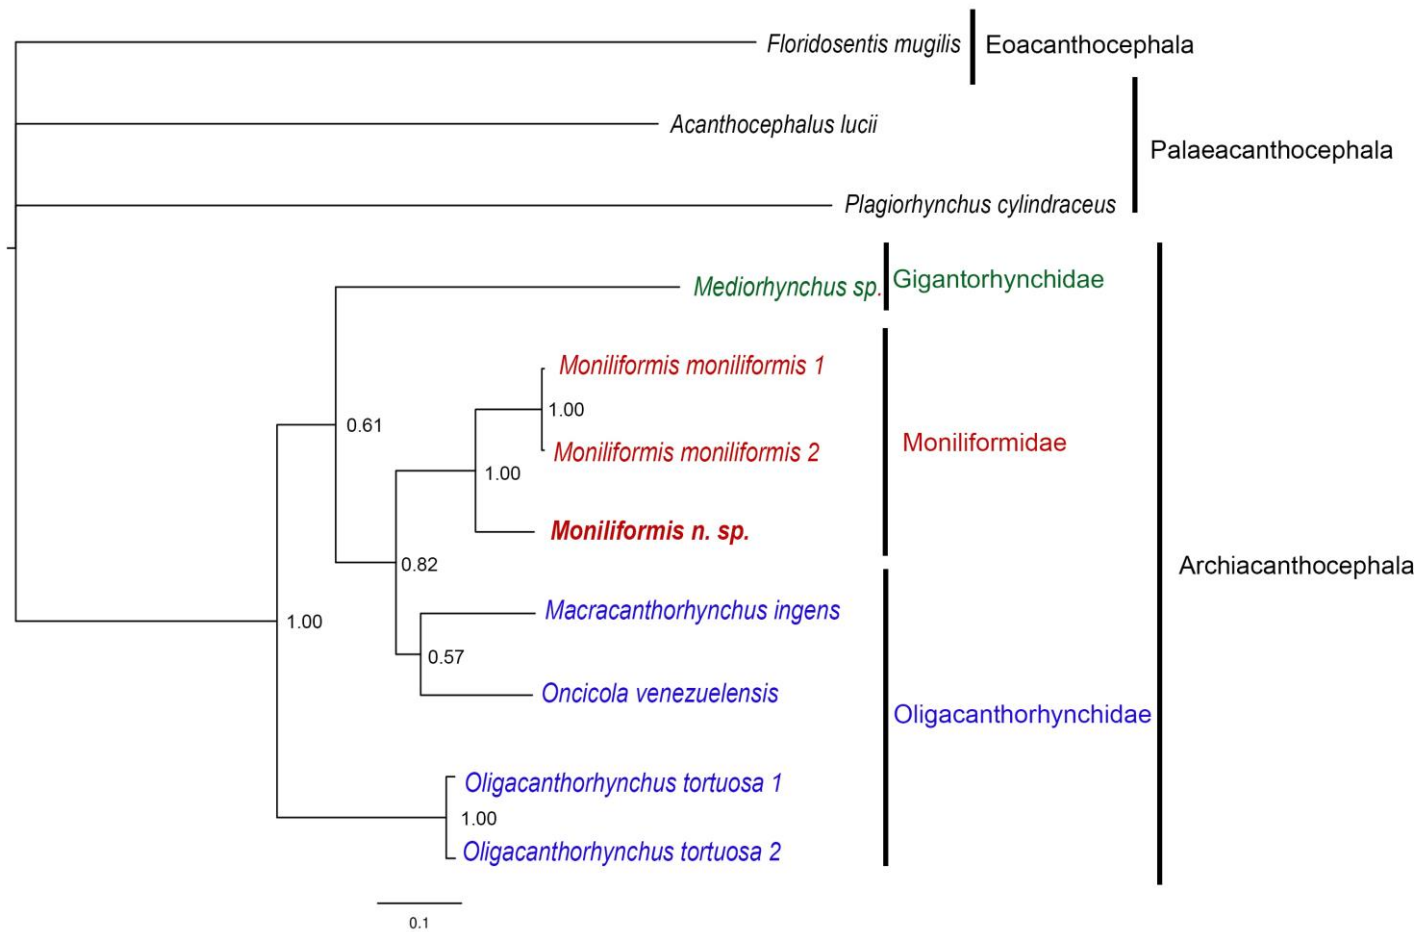 Floridosentis mugilis
Eoacanthocephala
Acanthocephalus lucii
Palaeacanthocephala
Plagiorhynchus cylindraceus
Mediorhynchus sp.
Gigantorhynchidae
Moniliformis moniliformis 1
1.00
0.61
Moniliformidae
Moniliformis moniliformis 2
1.00
Moniliformis n. sp.
0.82
Archiacanthocephala
Macracanthorhynchus ingens
1.00
0.57
Oncicola venezuelensis
Oligacanthorhynchidae
Oligacanthorhynchus tortuosa 1
1.00
Oligacanthorhynchus tortuosa 2
0.1